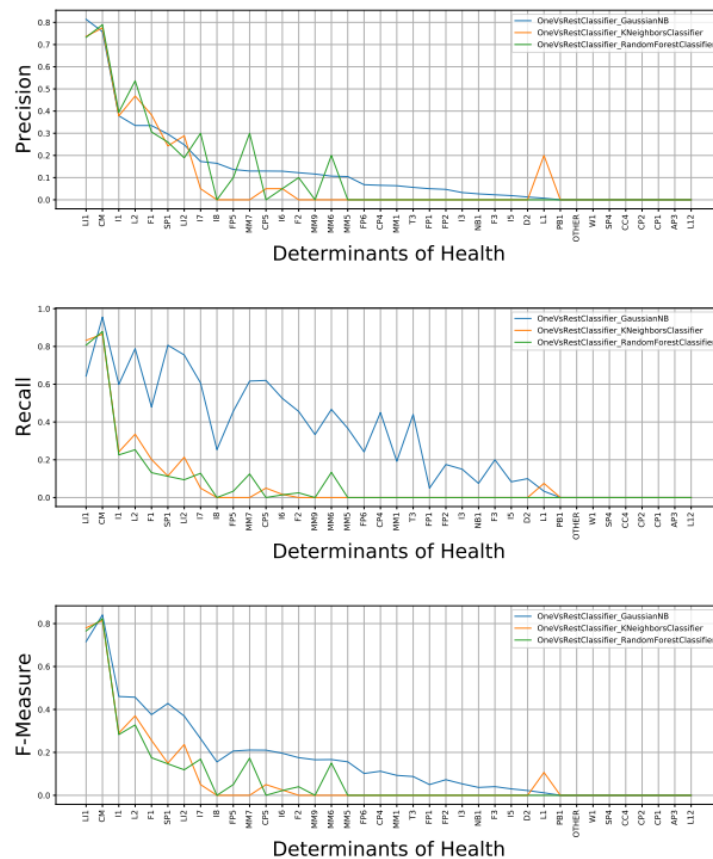 0.8
0.7
0.6
0.5
0.4
0.3
0.2
0.1
0.0
Precision
OneVsRestClassifier_GaussianNB
OneVsRestClassifier_KNeighborsClassifier
OneVsRestClassifier_RandomForestClassifier
LI1 CM I1 L2 F1 SP1 LI2 I7 I8 FP5 MM7 CP5 I6 F2 MM9 MM6 MM5 FP6 CP4 MM1 T3 FP1 FP2 I3 NB1 F3 I5 D2 L1 PB1 OTHER W1 SP4 CC4 CP2 CP1 AP3 L12
Determinants of Health
1.0
0.8
0.6
0.4
0.2
0.0
Recall
OneVsRestClassifier_GaussianNB
OneVsRestClassifier_KNeighborsClassifier
OneVsRestClassifier_RandomForestClassifier
LI1 CM I1 L2 F1 SP1 LI2 I7 I8 FP5 MM7 CP5 I6 F2 MM9 MM6 MM5 FP6 CP4 MM1 T3 FP1 FP2 I3 NB1 F3 I5 D2 L1 PB1 OTHER W1 SP4 CC4 CP2 CP1 AP3 L12
Determinants of Health
0.8
0.6
0.4
0.2
0.0
F-Measure
OneVsRestClassifier_GaussianNB
OneVsRestClassifier_KNeighborsClassifier
OneVsRestClassifier_RandomForestClassifier
LI1 CM I1 L2 F1 SP1 LI2 I7 I8 FP5 MM7 CP5 I6 F2 MM9 MM6 MM5 FP6 CP4 MM1 T3 FP1 FP2 I3 NB1 F3 I5 D2 L1 PB1 OTHER W1 SP4 CC4 CP2 CP1 AP3 L12
Determinants of Health